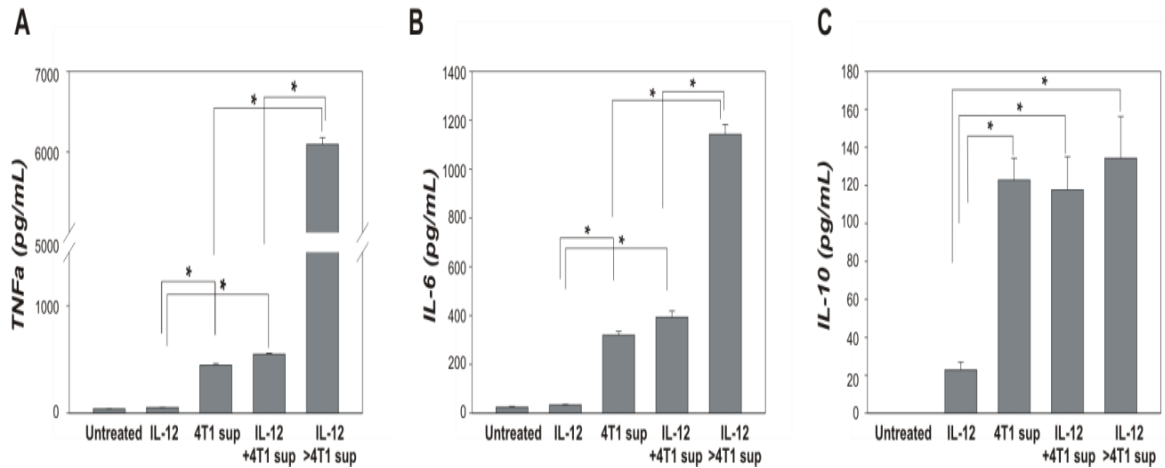 A
TNFa (pg/mL)
7000
6000
5000
1000
0
*
*
*
*
Untreated IL-12 4T1 sup IL-12 IL-12
+4T1 sup >4T1 sup
B
IL-6 (pg/mL)
1400
1200
1000
800
600
400
200
0
*
*
*
*
Untreated IL-12 4T1 sup IL-12 IL-12
+4T1 sup >4T1 sup
C
IL-10 (pg/mL)
180
160
140
120
100
80
60
40
20
0
*
*
*
Untreated IL-12 4T1 sup IL-12 IL-12
+4T1 sup >4T1 sup